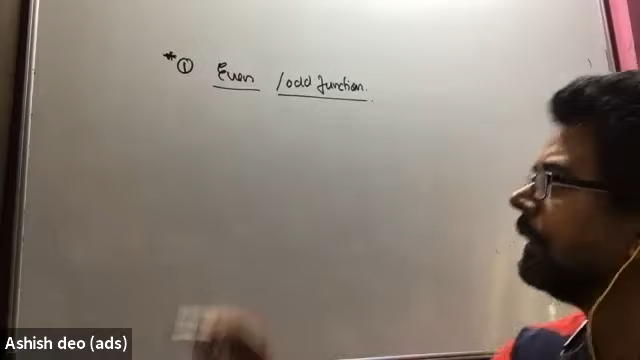 * ① Even / odd function.
Ashish deo (ads)